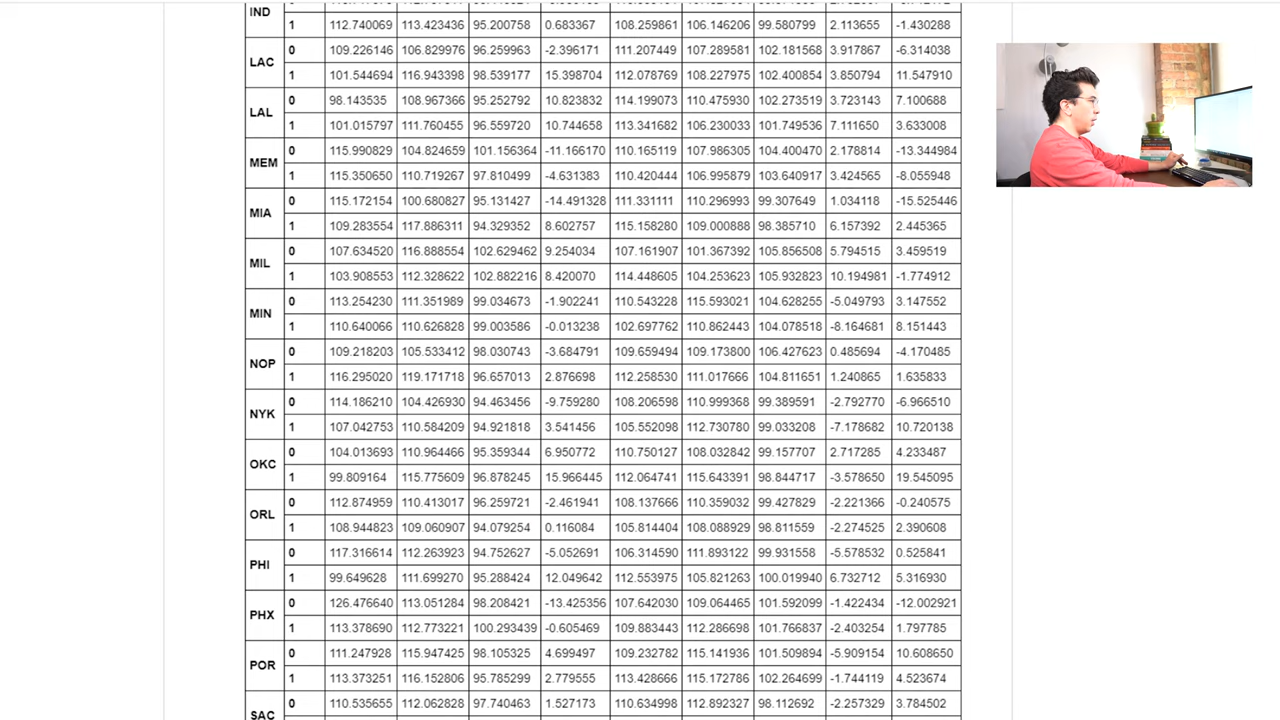 IND
1 112.740069 113.423436 95.200758 0.683367 108.259861 106.146206 99.580799 2.113655 -1.430288
LAC
0 109.226146 106.829976 96.259963 -2.396171 111.207449 107.289581 102.181568 3.917867 -6.314038
1 101.544694 116.943398 98.539177 15.398704 112.078769 108.227975 102.400854 3.850794 11.547910
LAL
0 98.143535 108.967366 95.252792 10.823832 114.199073 110.475930 102.273519 3.723143 7.100688
1 101.015797 111.760455 96.559720 10.744658 113.341682 106.230033 101.749536 7.111650 3.633008
MEM
0 115.990829 104.824659 101.156364 -11.166170 110.165119 107.986305 104.400470 2.178814 -13.344984
1 115.350650 110.719267 97.810499 -4.631383 110.420444 106.995879 103.640917 3.424565 -8.055948
MIA
0 115.172154 100.680827 95.131427 -14.491328 111.331111 110.296993 99.307649 1.034118 -15.525446
1 109.283554 117.886311 94.329352 8.602757 115.158280 109.000888 98.385710 6.157392 2.445365
MIL
0 107.634520 116.888554 102.629462 9.254034 107.161907 101.367392 105.856508 5.794515 3.459519
1 103.908553 112.328622 102.882216 8.420070 114.448605 104.253623 105.932823 10.194981 -1.774912
MIN
0 113.254230 111.351989 99.034673 -1.902241 110.543228 115.593021 104.628255 -5.049793 3.147552
1 110.640066 110.626828 99.003586 -0.013238 102.697762 110.862443 104.078518 -8.164681 8.151443
NOP
0 109.218203 105.533412 98.030743 -3.684791 109.659494 109.173800 106.427623 0.485694 -4.170485
1 116.295020 119.171718 96.657013 2.876698 112.258530 111.017666 104.811651 1.240865 1.635833
NYK
0 114.186210 104.426930 94.463456 -9.759280 108.206598 110.999368 99.389591 -2.792770 -6.966510
1 107.042753 110.584209 94.921818 3.541456 105.552098 112.730780 99.033208 -7.178682 10.720138
OKC
0 104.013693 110.964466 95.359344 6.950772 110.750127 108.032842 99.157707 2.717285 4.233487
1 99.809164 115.775609 96.878245 15.966445 112.064741 115.643391 98.844717 -3.578650 19.545095
ORL
0 112.874959 110.413017 96.259721 -2.461941 108.137666 110.359032 99.427829 -2.221366 -0.240575
1 108.944823 109.060907 94.079254 0.116084 105.814404 108.088929 98.811559 -2.274525 2.390608
PHI
0 117.316614 112.263923 94.752627 -5.052691 106.314590 111.893122 99.931558 -5.578532 0.525841
1 99.649628 111.699270 95.288424 12.049642 112.553975 105.821263 100.019940 6.732712 5.316930
PHX
0 126.476640 113.051284 98.208421 -13.425356 107.642030 109.064465 101.592099 -1.422434 -12.002921
1 113.378690 112.773221 100.293439 -0.605469 109.883443 112.286698 101.766837 -2.403254 1.797785
POR
0 111.247928 115.947425 98.105325 4.699497 109.232782 115.141936 101.509894 -5.909154 10.608650
1 113.373251 116.152806 95.785299 2.779555 113.428666 115.172786 102.264699 -1.744119 4.523674
SAC
0 110.535655 112.062828 97.740463 1.527173 110.634998 112.892327 98.112692 -2.257329 3.784502